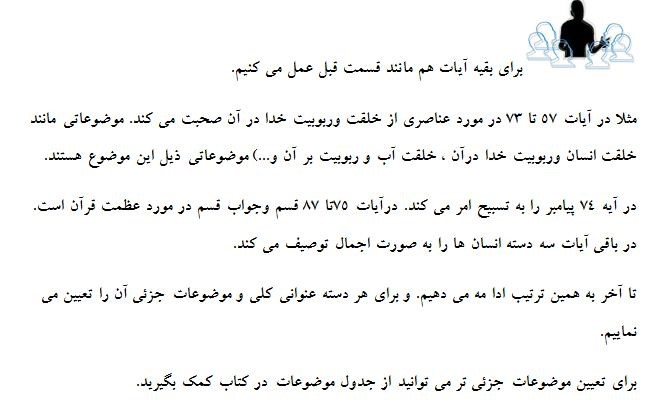 برای بقیه آیات هم مانند قسمت قبل عمل می کنیم.
مثلا در آیات ۵۷ تا ۷۳ در مورد عناصری از خلقت وربوبیت خدا در آن صحبت می کند. موضوعاتی مانند
خلقت انسان وربوبیت خدا درآن ، خلقت آب و ربوبیت بر آن و...) موضوعاتی ذیل این موضوع هستند.
در آیه ۷۴ پیامبر را به تسبیح امر می کند. درآیات ۷۵تا ۸۷ قسم وجواب قسم در مورد عظمت قرآن است.
در باقی آیات سه دسته انسان ها را به صورت اجمال توصیف می کند.
تا آخر به همین ترتیب ادا مه می دهیم. و برای هر دسته عنوانی کلی و موضوعات جزئی آن را تعیین می
نماییم.
برای تعیین موضوعات جزئی تر می توانید از جدول موضوعات در کتاب کمک بگیرید.